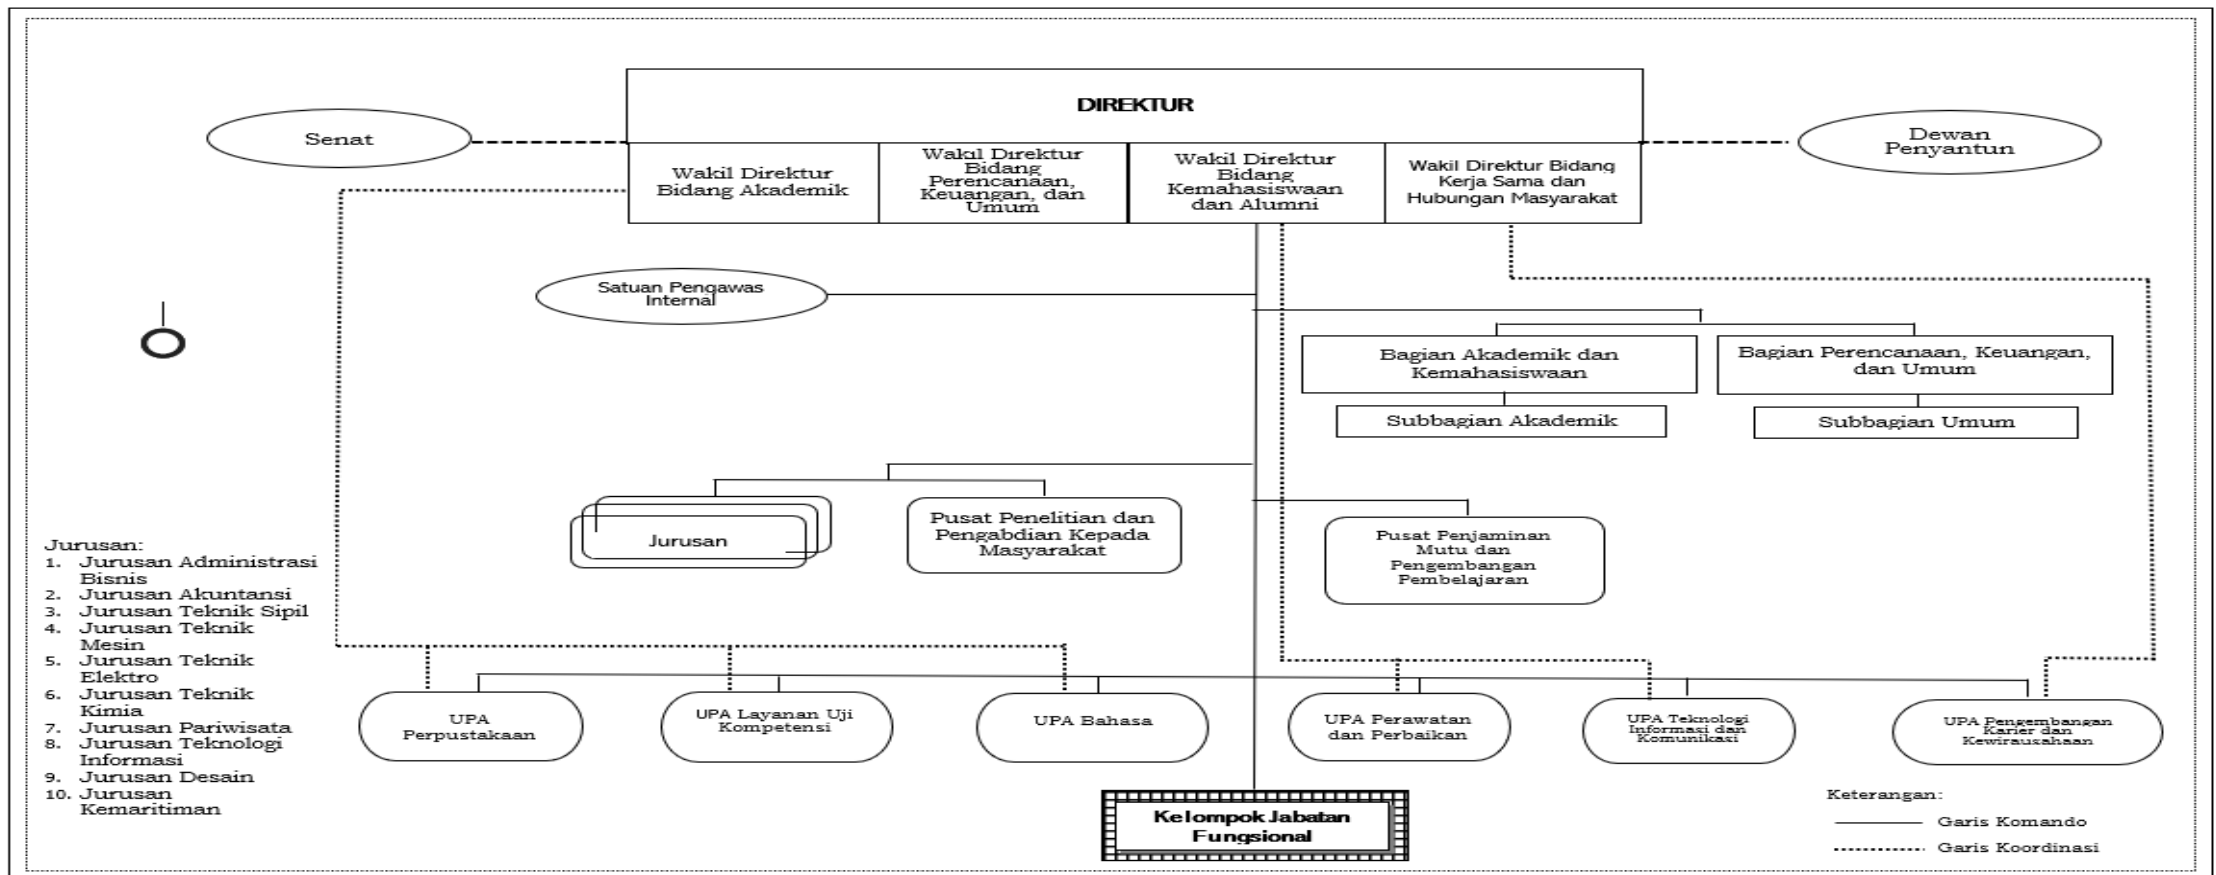 DIREKTUR
Senat
Dewan
Penyantun
Wakil Direktur
Bidang Akademik
Wakil Direktur
Bidang
Perencanaan,
Keuangan, dan
Umum
Wakil Direktur
Bidang
Kemahasiswaan
dan Alumni
Wakil Direktur Bidang
Kerja Sama dan
Hubungan Masyarakat
Satuan Pengawas
Internal
Bagian Akademik dan
Kemahasiswaan
Bagian Perencanaan, Keuangan,
dan Umum
Subbagian Akademik
Subbagian Umum
Jurusan
Pusat Penelitian dan
Pengabdian Kepada
Masyarakat
Pusat Penjaminan
Mutu dan
Pengembangan
Pembelajaran
Jurusan:
1. Jurusan Administrasi
Bisnis
2. Jurusan Akuntansi
3. Jurusan Teknik Sipil
4. Jurusan Teknik
Mesin
5. Jurusan Teknik
Elektro
6. Jurusan Teknik
Kimia
7. Jurusan Pariwisata
8. Jurusan Teknologi
Informasi
9. Jurusan Desain
10. Jurusan
Kemaritiman
UPA
Perpustakaan
UPA Layanan Uji
Kompetensi
UPA Bahasa
UPA Perawatan
dan Perbaikan
UPA Teknologi
Informasi dan
Komunikasi
UPA Pengembangan
Karier dan
Kewirausahaan
Kelompok Jabatan
Fungsional
Keterangan:
Garis Komando
Garis Koordinasi